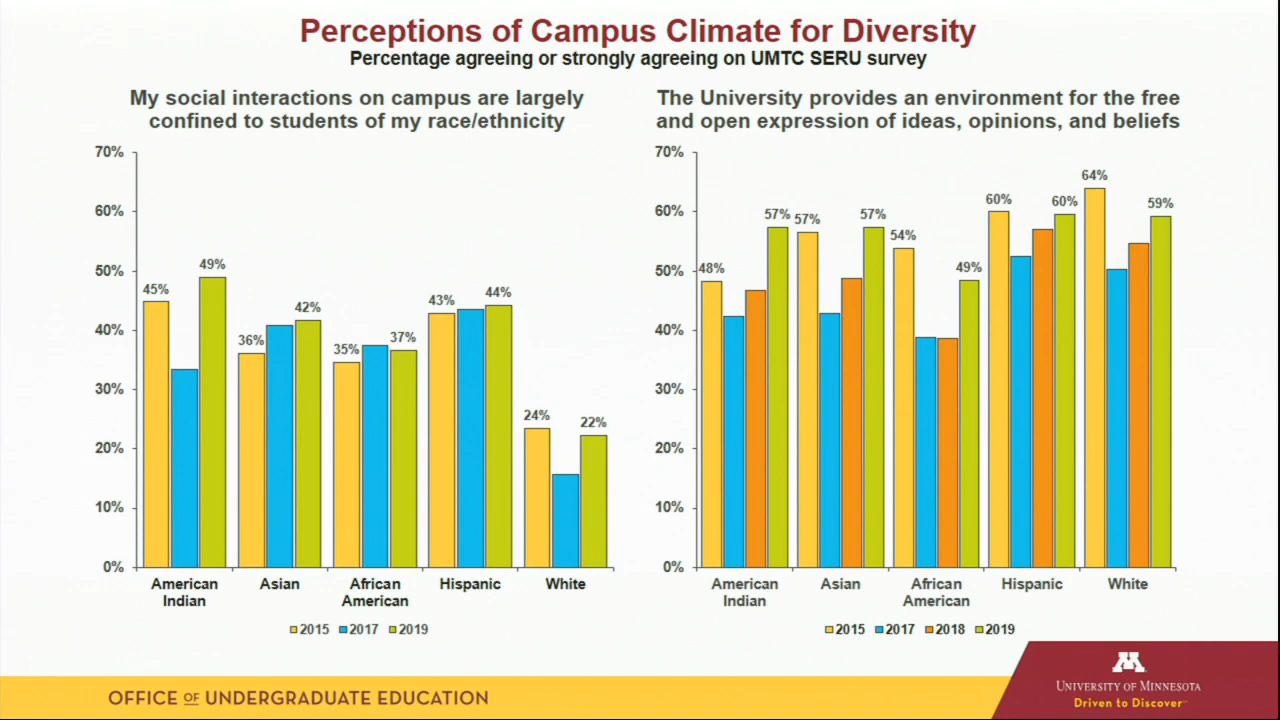 Perceptions of Campus Climate for Diversity
Percentage agreeing or strongly agreeing on UMTC SERU survey
My social interactions on campus are largely
confined to students of my race/ethnicity
70%
60%
50%
40%
30%
20%
10%
0%
45%
49%
36%
42%
35%
37%
43%
44%
24%
22%
American
Indian
Asian
African
American
Hispanic
White
2015 2017 2019
The University provides an environment for the free
and open expression of ideas, opinions, and beliefs
70%
60%
50%
40%
30%
20%
10%
0%
48%
57%
57%
57%
54%
49%
60%
60%
64%
59%
American
Indian
Asian
African
American
Hispanic
White
2015 2017 2018 2019
OFFICE OF UNDERGRADUATE EDUCATION
M
UNIVERSITY OF MINNESOTA
Driven to Discover